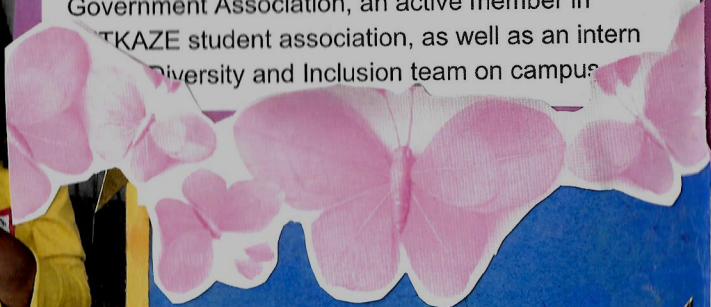 Government Association, an active member in
TKAZE student association, as well as an intern
Diversity and Inclusion team on campus